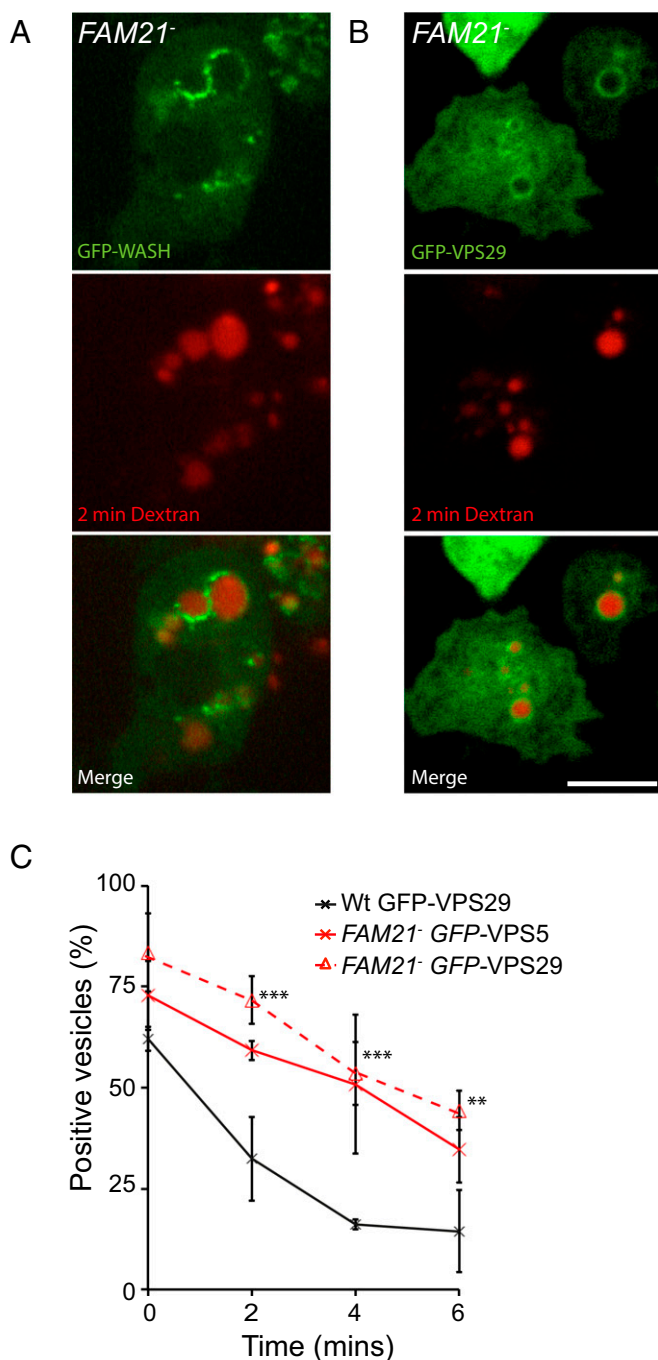 A
FAM21⁻
GFP-WASH
2 min Dextran
Merge
B
FAM21⁻
GFP-VPS29
2 min Dextran
Merge
C
Wt GFP-VPS29
FAM21⁻ GFP-VPS5
FAM21⁻ GFP-VPS29
Positive vesicles (%)
100
75
50
25
0
***
***
**
0 2 4 6
Time (mins)